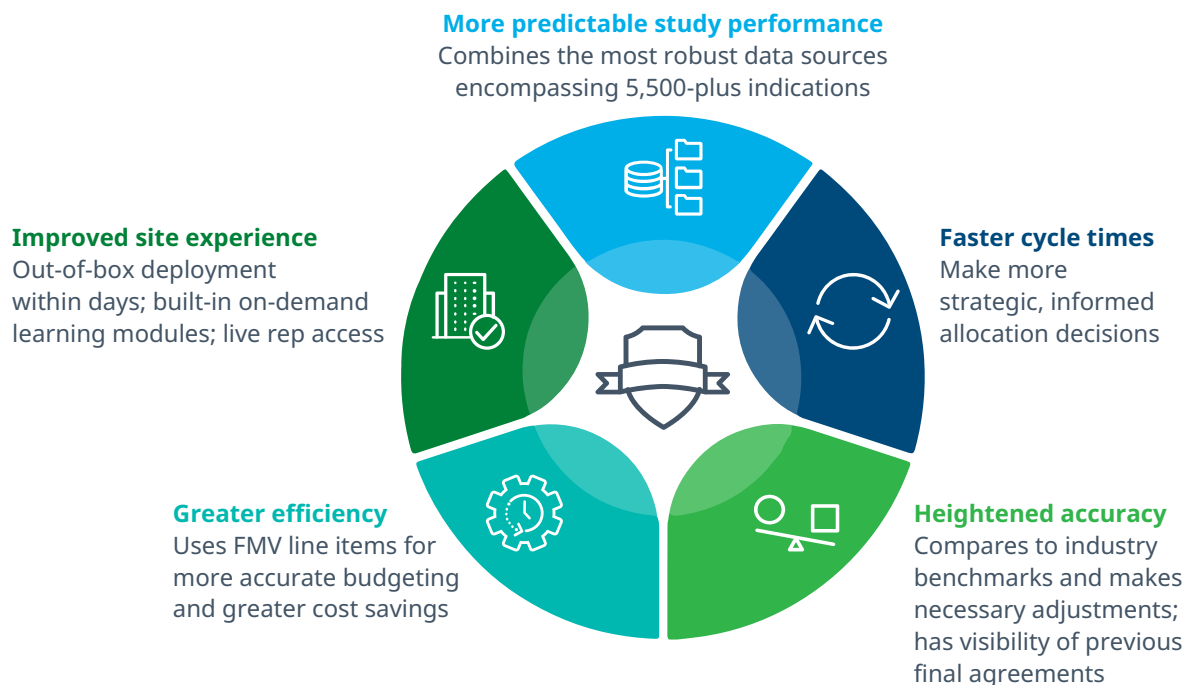 More predictable study performance
Combines the most robust data sources
encompassing 5,500-plus indications
Improved site experience
Out-of-box deployment
within days; built-in on-demand
learning modules; live rep access
Faster cycle times
Make more
strategic, informed
allocation decisions
Greater efficiency
Uses FMV line items for
more accurate budgeting
and greater cost savings
Heightened accuracy
Compares to industry
benchmarks and makes
necessary adjustments;
has visibility of previous
final agreements